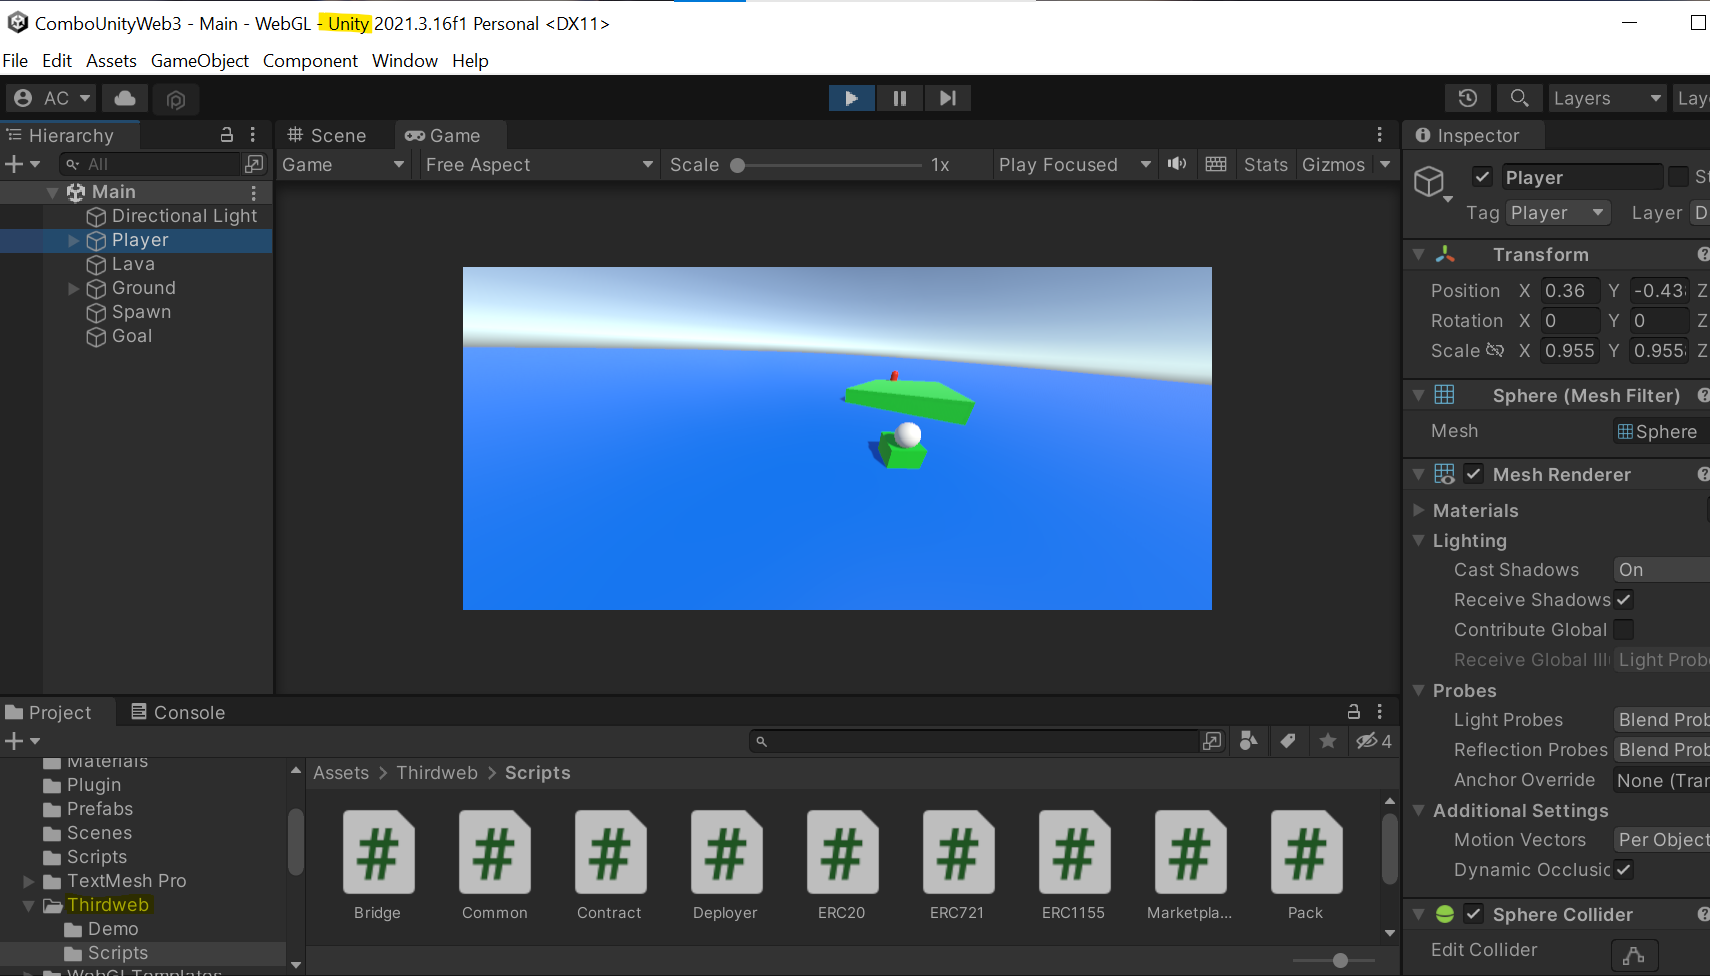 ComboUnityWeb3 - Main - WebGL - Unity 2021.3.16f1 Personal <DX11>
File Edit Assets GameObject Component Window Help
AC
Layers
Lay
Hierarchy
All
Main
Directional Light
Player
Lava
Ground
Spawn
Goal
Scene
Game
Game
Free Aspect
Scale
1x
Play Focused
Stats
Gizmos
Inspector
Player
St
Tag Player Layer D
Transform
Position X 0.36 Y -0.43 Z
Rotation X 0 Y 0 Z
Scale X 0.955 Y 0.955 Z
Sphere (Mesh Filter)
Mesh Sphere
Mesh Renderer
Materials
Lighting
Cast Shadows On
Receive Shadows
Contribute Global
Receive Global Illu Light Prob
Probes
Light Probes Blend Prob
Reflection Probes Blend Prob
Anchor Override None (Tran
Additional Settings
Motion Vectors Per Object
Dynamic Occlusic
Sphere Collider
Edit Collider
Project
Console
4
Materials
Plugin
Prefabs
Scenes
Scripts
TextMesh Pro
Thirdweb
Demo
Scripts
WebGLTemplates
Assets > Thirdweb > Scripts
Bridge
Common
Contract
Deployer
ERC20
ERC721
ERC1155
Marketpla...
Pack